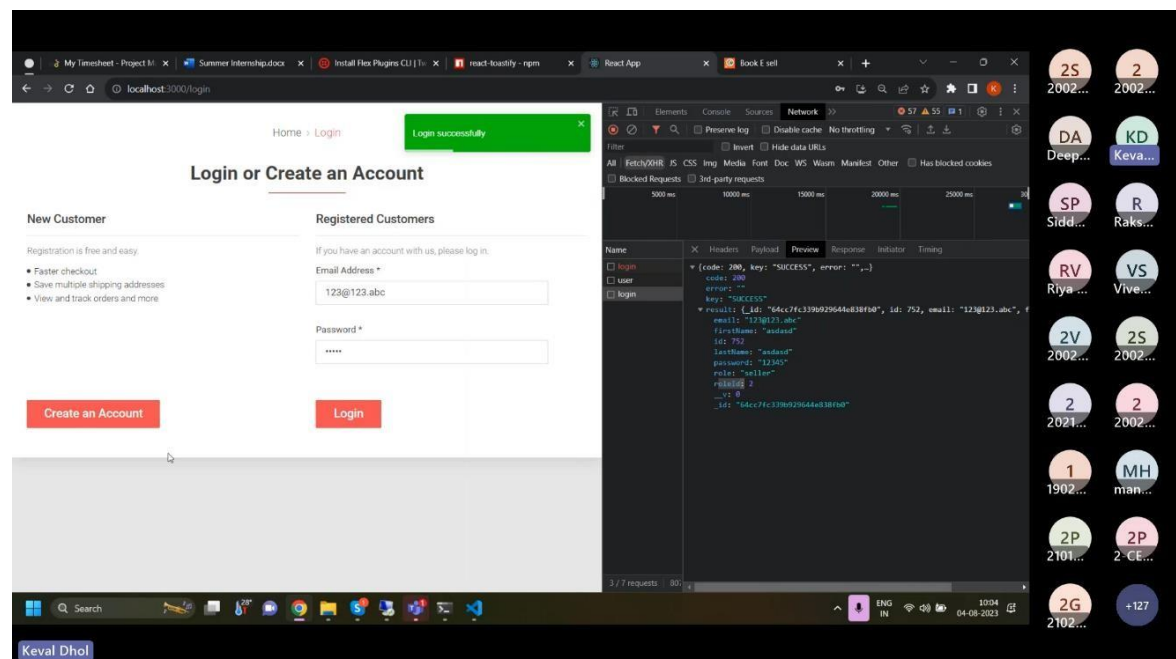 My Timesheet - Project M
Summer Internship.docx
Install Flex Plugins CLI | Tw
react-toastify - npm
React App
Book E sell
localhost:3000/login
Home > Login
Login successfully
Login or Create an Account
New Customer
Registration is free and easy.
Faster checkout
Save multiple shipping addresses
View and track orders and more
Create an Account
Registered Customers
If you have an account with us, please log in.
Email Address *
123@123.abc
Password *
•••••
Login
Elements Console Sources Network
57 55 1
Preserve log Disable cache No throttling
Filter Invert Hide data URLs
All Fetch/XHR JS CSS Img Media Font Doc WS Wasm Manifest Other Has blocked cookies
Blocked Requests 3rd-party requests
5000 ms 10000 ms 15000 ms 20000 ms 25000 ms 30
Name
login
user
login
Headers Payload Preview Response Initiator Timing
{code: 200, key: "SUCCESS", error: "",…}
code: 200
error: ""
key: "SUCCESS"
result: {_id: "64cc7fc339b929644e838fb0", id: 752, email: "123@123.abc", f
email: "123@123.abc"
firstName: "asdasd"
id: 752
lastName: "asdasd"
password: "12345"
role: "seller"
roleId: 2
__v: 0
_id: "64cc7fc339b929644e838fb0"
3 / 7 requests
Search
28°
ENG
IN
10:04
04-08-2023
2S
2002...
2
2002...
DA
Deep...
KD
Keva...
SP
Sidd...
R
Raks...
RV
Riya ...
VS
Vive...
2V
2002...
2S
2002...
2
2021...
2
2002...
1
1902...
MH
man...
2P
2101...
2P
2-CE...
2G
2102...
+127
Keval Dhol